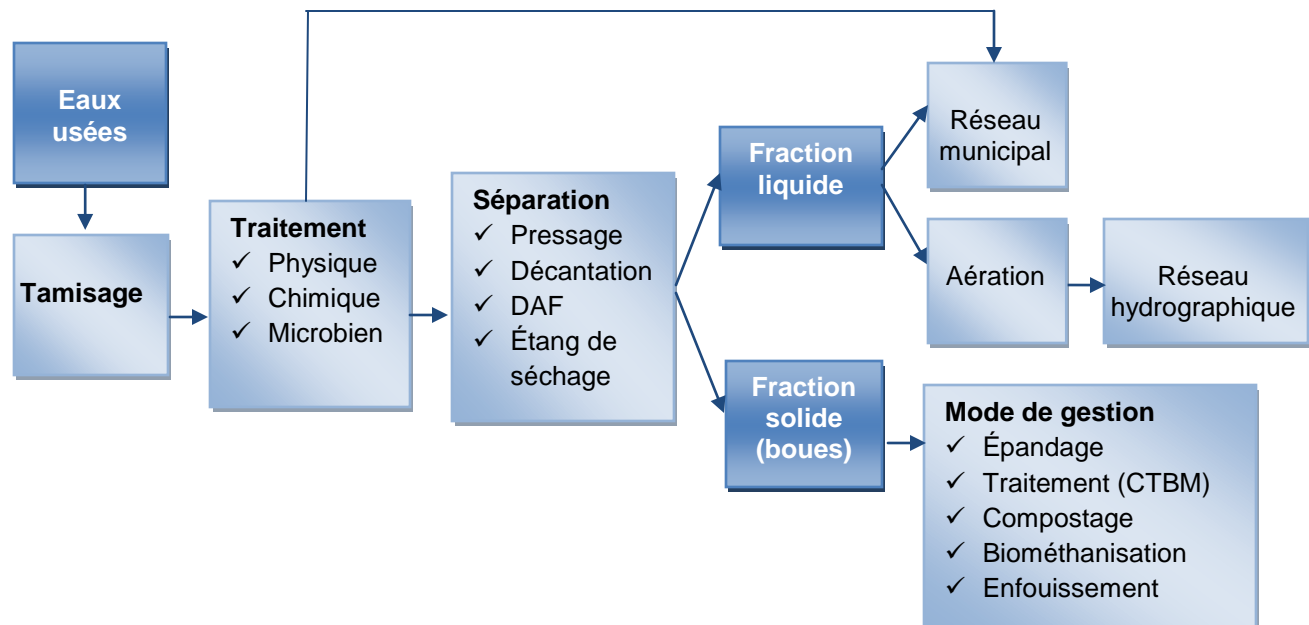 Eaux
usées
Tamisage
Traitement
✓ Physique
✓ Chimique
✓ Microbien
Séparation
✓ Pressage
✓ Décantation
✓ DAF
✓ Étang de
séchage
Fraction
liquide
Réseau
municipal
Aération
Réseau
hydrographique
Fraction
solide
(boues)
Mode de gestion
✓ Épandage
✓ Traitement (CTBM)
✓ Compostage
✓ Biométhanisation
✓ Enfouissement